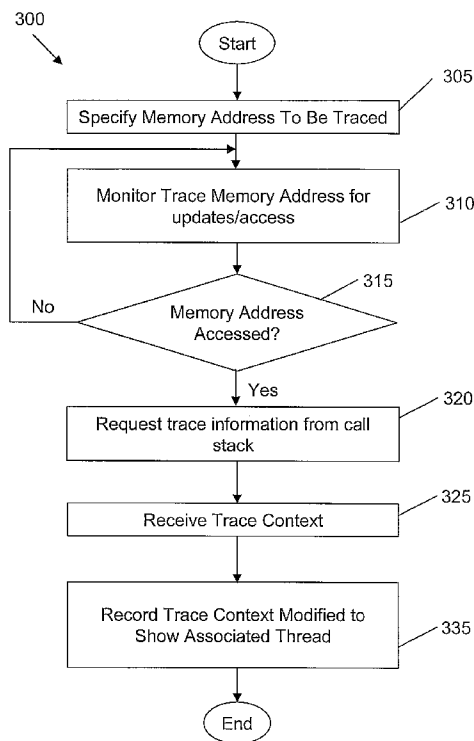 300
Start
305
Specify Memory Address To Be Traced
Monitor Trace Memory Address for
updates/access
310
315
No
Memory Address
Accessed?
Yes
320
Request trace information from call
stack
325
Receive Trace Context
Record Trace Context Modified to
Show Associated Thread
335
End